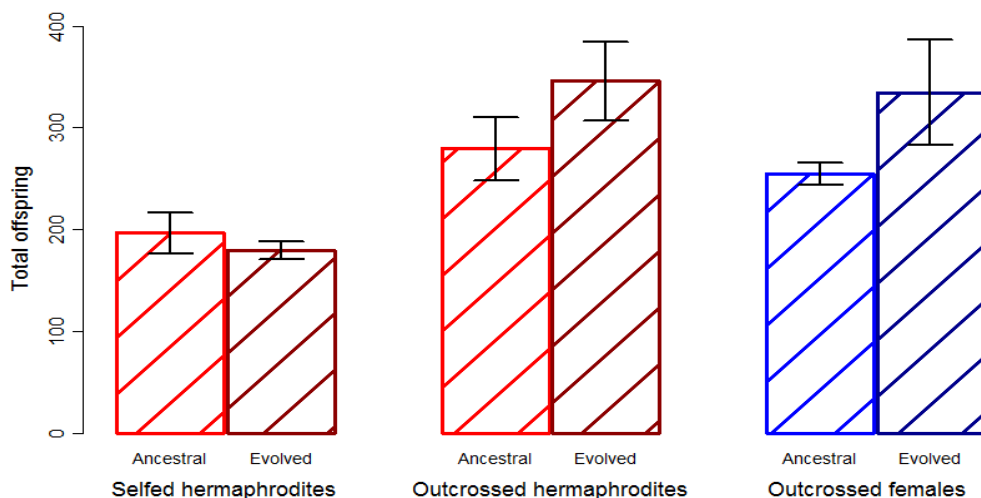 400
300
200
100
0
Total offspring
Ancestral Evolved Ancestral Evolved Ancestral Evolved
Selfed hermaphrodites Outcrossed hermaphrodites Outcrossed females